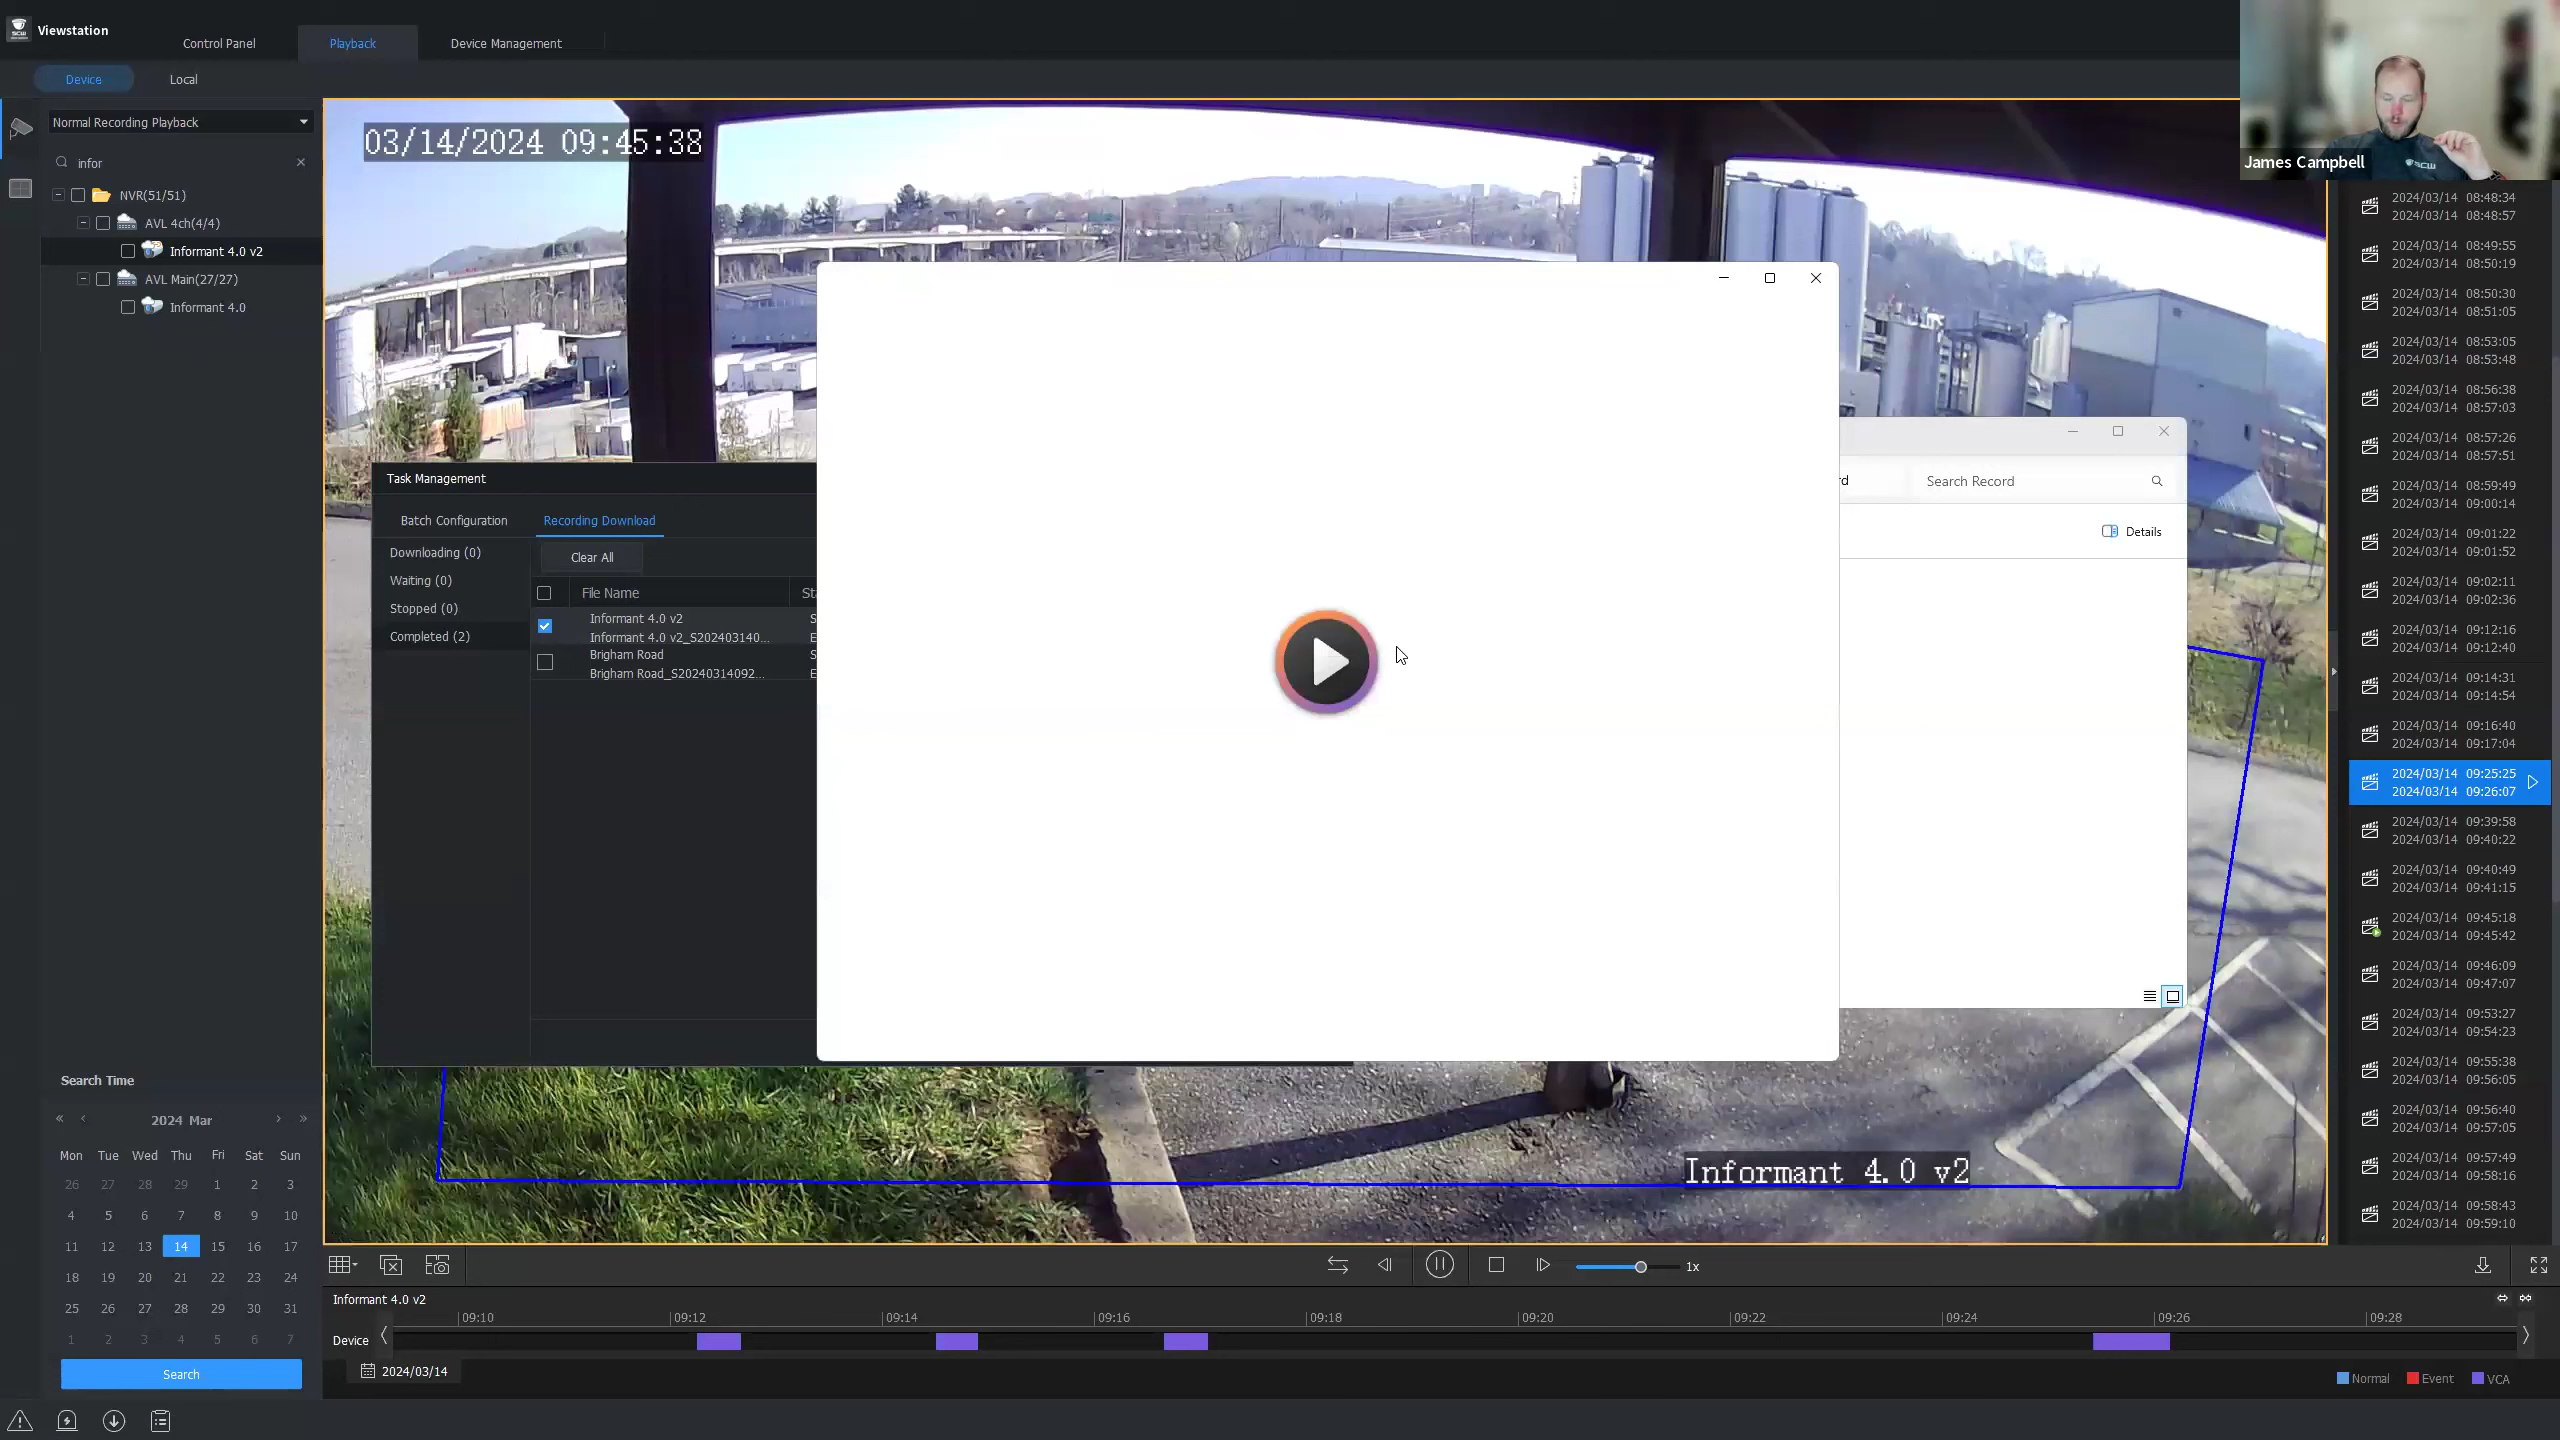 SCW
Viewstation
Control Panel
Playback
Device Management
Device
Local
Normal Recording Playback
infor
NVR(51/51)
AVL 4ch(4/4)
Informant 4.0 v2
AVL Main(27/27)
Informant 4.0
Search Time
2024 Mar
Mon Tue Wed Thu Fri Sat Sun
26 27 28 29 1 2 3
4 5 6 7 8 9 10
11 12 13 14 15 16 17
18 19 20 21 22 23 24
25 26 27 28 29 30 31
1 2 3 4 5 6 7
Search
03/14/2024 09:45:38
Task Management
Batch Configuration
Recording Download
Downloading (0)
Waiting (0)
Stopped (0)
Completed (2)
Clear All
File Name
Informant 4.0 v2
Informant 4.0 v2_S202403140...
Brigham Road
Brigham Road_S20240314092...
Search Record
Details
Informant 4.0 v2
James Campbell
SCW
2024/03/14 08:48:34
2024/03/14 08:48:57
2024/03/14 08:49:55
2024/03/14 08:50:19
2024/03/14 08:50:30
2024/03/14 08:51:05
2024/03/14 08:53:05
2024/03/14 08:53:48
2024/03/14 08:56:38
2024/03/14 08:57:03
2024/03/14 08:57:26
2024/03/14 08:57:51
2024/03/14 08:59:49
2024/03/14 09:00:14
2024/03/14 09:01:22
2024/03/14 09:01:52
2024/03/14 09:02:11
2024/03/14 09:02:36
2024/03/14 09:12:16
2024/03/14 09:12:40
2024/03/14 09:14:31
2024/03/14 09:14:54
2024/03/14 09:16:40
2024/03/14 09:17:04
2024/03/14 09:25:25
2024/03/14 09:26:07
2024/03/14 09:39:58
2024/03/14 09:40:22
2024/03/14 09:40:49
2024/03/14 09:41:15
2024/03/14 09:45:18
2024/03/14 09:45:42
2024/03/14 09:46:09
2024/03/14 09:47:07
2024/03/14 09:53:27
2024/03/14 09:54:23
2024/03/14 09:55:38
2024/03/14 09:56:05
2024/03/14 09:56:40
2024/03/14 09:57:05
2024/03/14 09:57:49
2024/03/14 09:58:16
2024/03/14 09:58:43
2024/03/14 09:59:10
1x
Informant 4.0 v2
09:10 09:12 09:14 09:16 09:18 09:20 09:22 09:24 09:26 09:28
Device
2024/03/14
Normal Event VCA